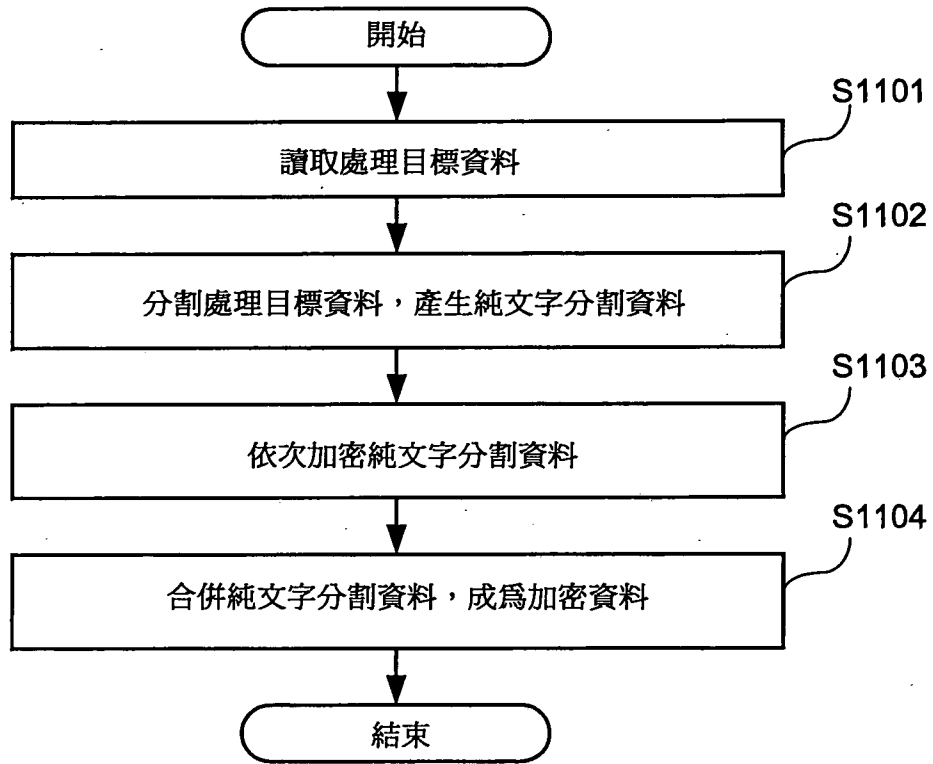 開始
S1101
讀取處理目標資料
S1102
分割處理目標資料，產生純文字分割資料
S1103
依次加密純文字分割資料
S1104
合併純文字分割資料，成爲加密資料
結束